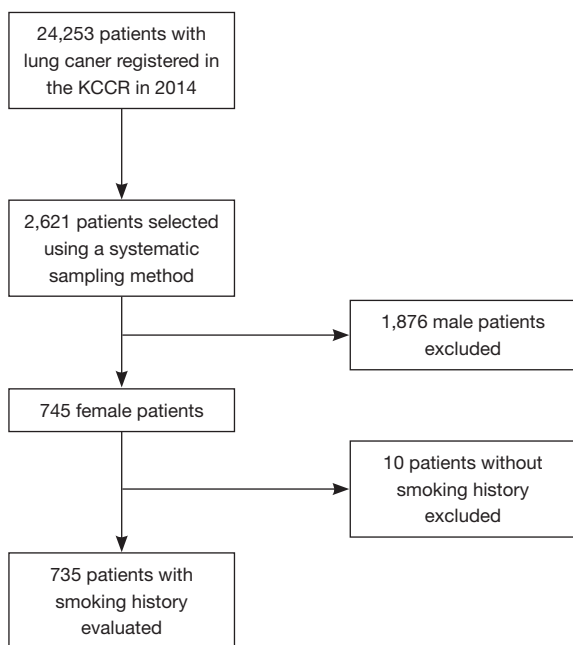 24,253 patients with
lung caner registered in
the KCCR in 2014
2,621 patients selected
using a systematic
sampling method
1,876 male patients
excluded
745 female patients
10 patients without
smoking history
excluded
735 patients with
smoking history
evaluated